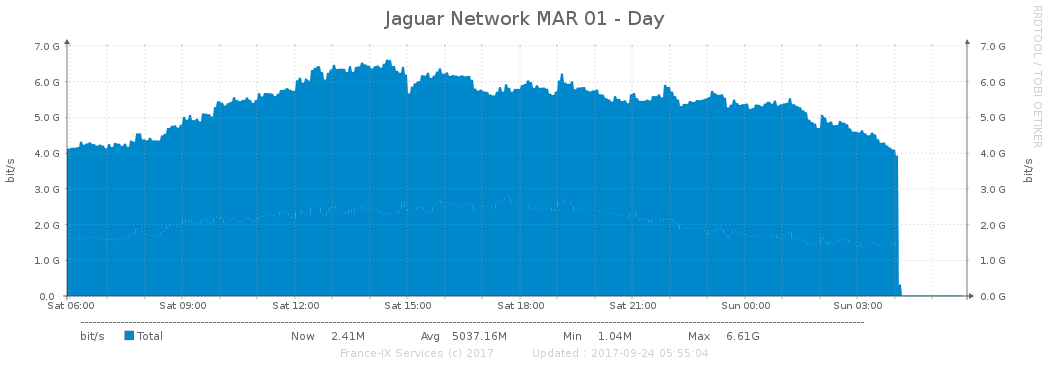 Jaguar Network MAR 01 - Day
RRDTOOL / TOBI OETIKER
7.0 G 7.0 G
6.0 G 6.0 G
5.0 G 5.0 G
4.0 G 4.0 G
bit/s bit/s
3.0 G 3.0 G
2.0 G 2.0 G
1.0 G 1.0 G
0.0 0.0 G
Sat 06:00 Sat 09:00 Sat 12:00 Sat 15:00 Sat 18:00 Sat 21:00 Sun 00:00 Sun 03:00
bit/s Total Now 2.41M Avg 5037.16M Min 1.04M Max 6.61G
France-IX Services (c) 2017 Updated : 2017-09-24 05:55:04